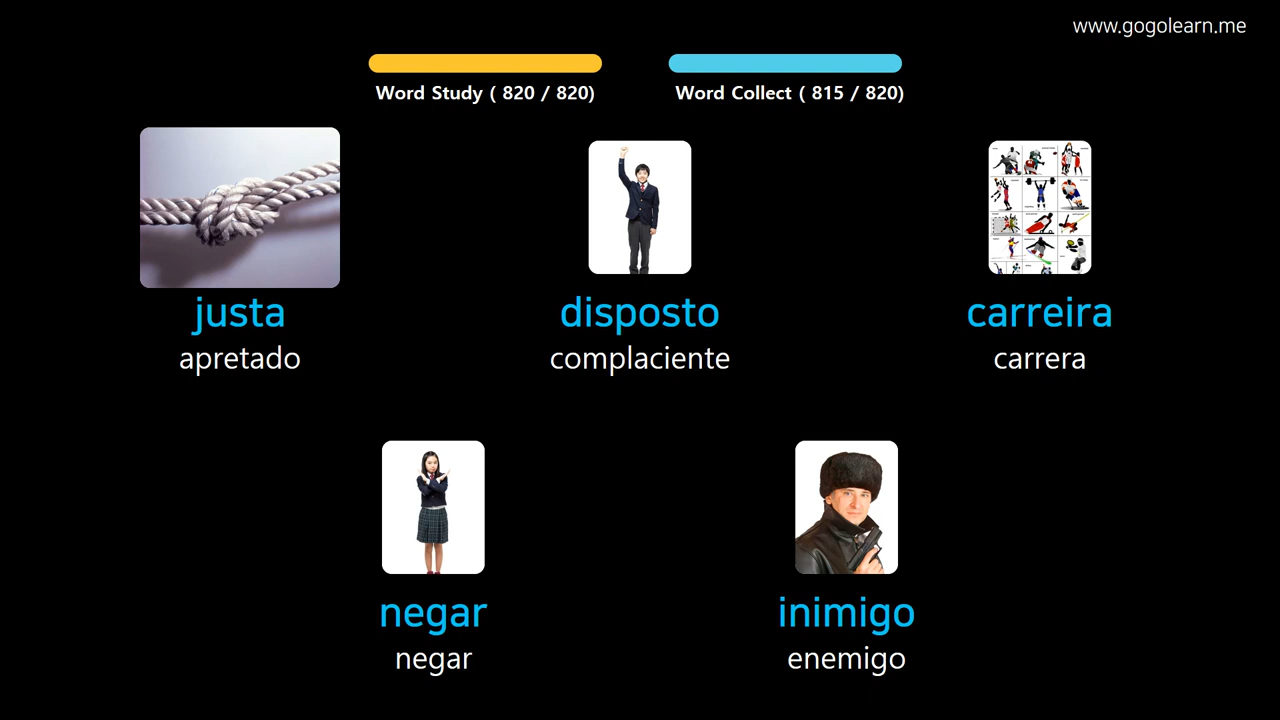 www.gogolearn.me
Word Study ( 820 / 820)
Word Collect ( 815 / 820)
justa
apretado
disposto
complaciente
carreira
carrera
negar
negar
inimigo
enemigo